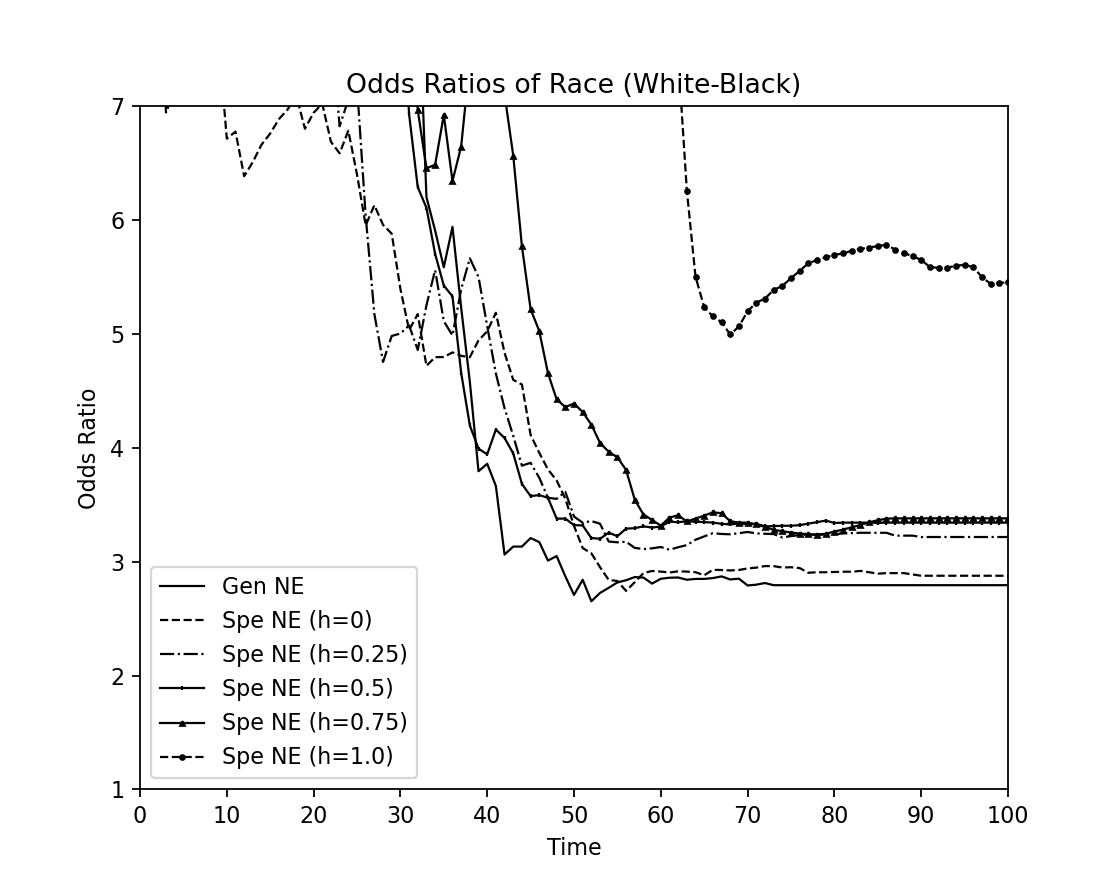 Odds Ratios of Race (White-Black)
7
6
5
4
3
2
1
Odds Ratio
Gen NE
Spe NE (h=0)
Spe NE (h=0.25)
Spe NE (h=0.5)
Spe NE (h=0.75)
Spe NE (h=1.0)
0 10 20 30 40 50 60 70 80 90 100
Time